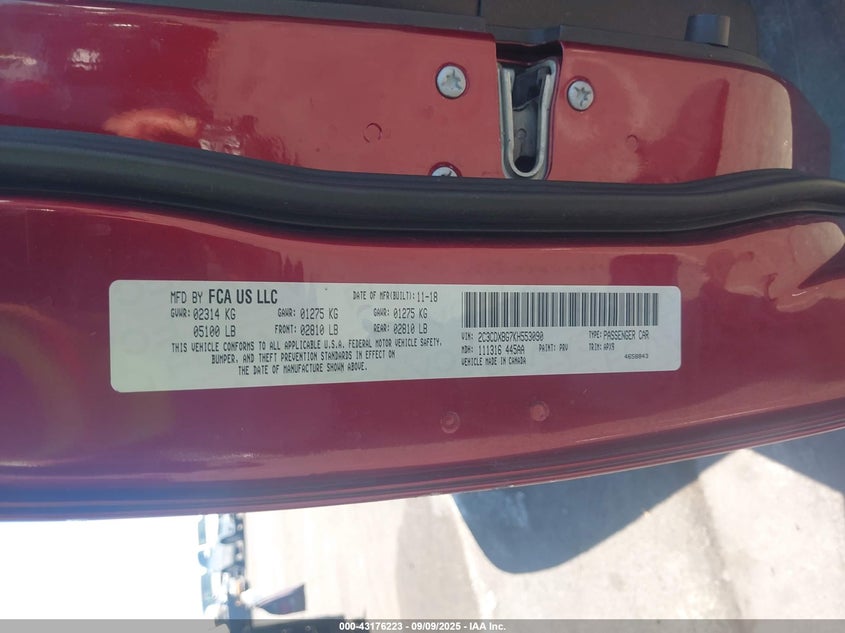 MFD BY FCA US LLC DATE OF MFR(BUILT): 11-18
GVWR: 02314 KG GAWR: 01275 KG GAWR: 01275 KG
05100 LB FRONT: 02810 LB REAR: 02810 LB
THIS VEHICLE CONFORMS TO ALL APPLICABLE U.S.A. FEDERAL MOTOR VEHICLE SAFETY,
BUMPER, AND THEFT PREVENTION STANDARDS IN EFFECT ON
THE DATE OF MANUFACTURE SHOWN ABOVE.
VIN: 2C3CDXBG7KH553090 TYPE: PASSENGER CAR
MDH: 111316 445AA PAINT: PRV TRIM: APX9
VEHICLE MADE IN CANADA 4658843
000-43176223 - 09/09/2025 - IAA Inc.